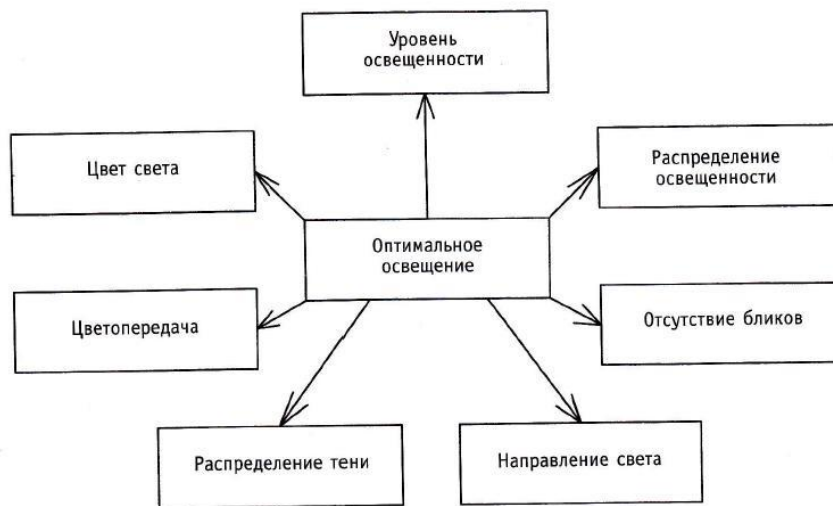 Уровень
освещенности
Цвет света
Распределение
освещенности
Оптимальное
освещение
Цветопередача
Отсутствие бликов
Распределение тени
Направление света